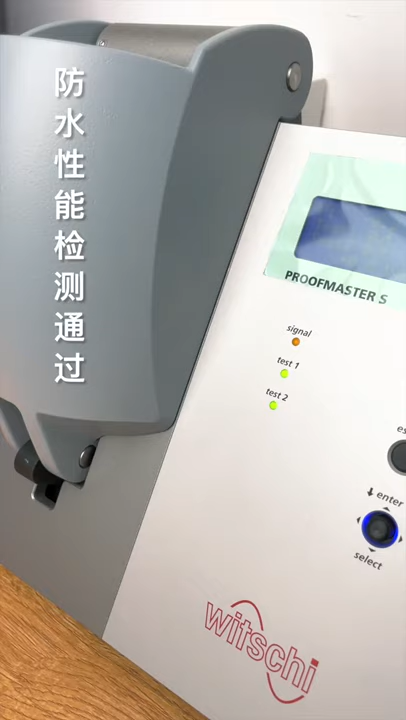 防水性能检测通过
PROOFMASTER S
signal
test 1
test 2
enter
select
witschi